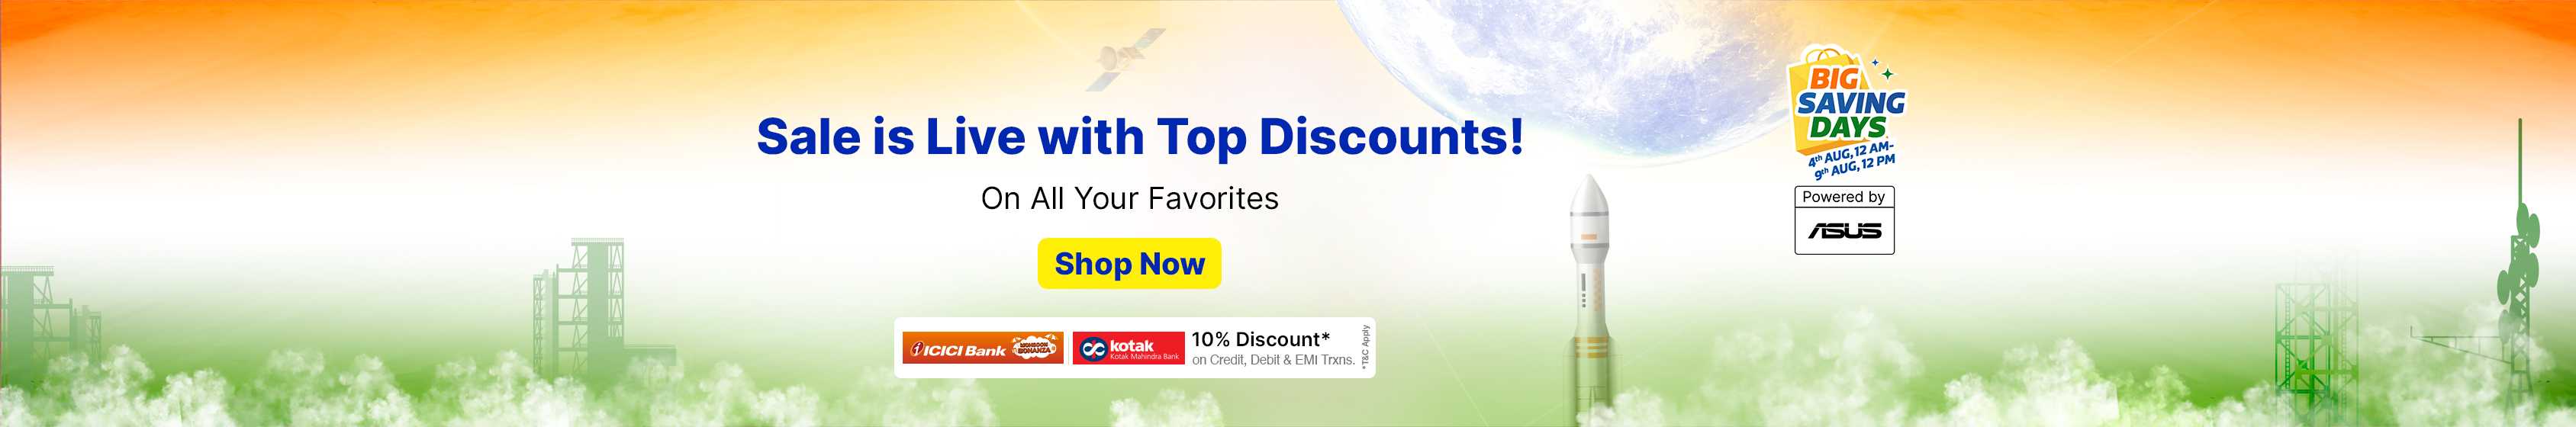 Sale is Live with Top Discounts!
On All Your Favorites
Shop Now
ICICI Bank
MONSOON
BONANZA
kotak
Kotak Mahindra Bank
10% Discount*
on Credit, Debit & EMI Trxns.
*T&C Apply
BIG
SAVING
DAYS
4th AUG, 12 AM-
9th AUG, 12 PM
Powered by
ASUS